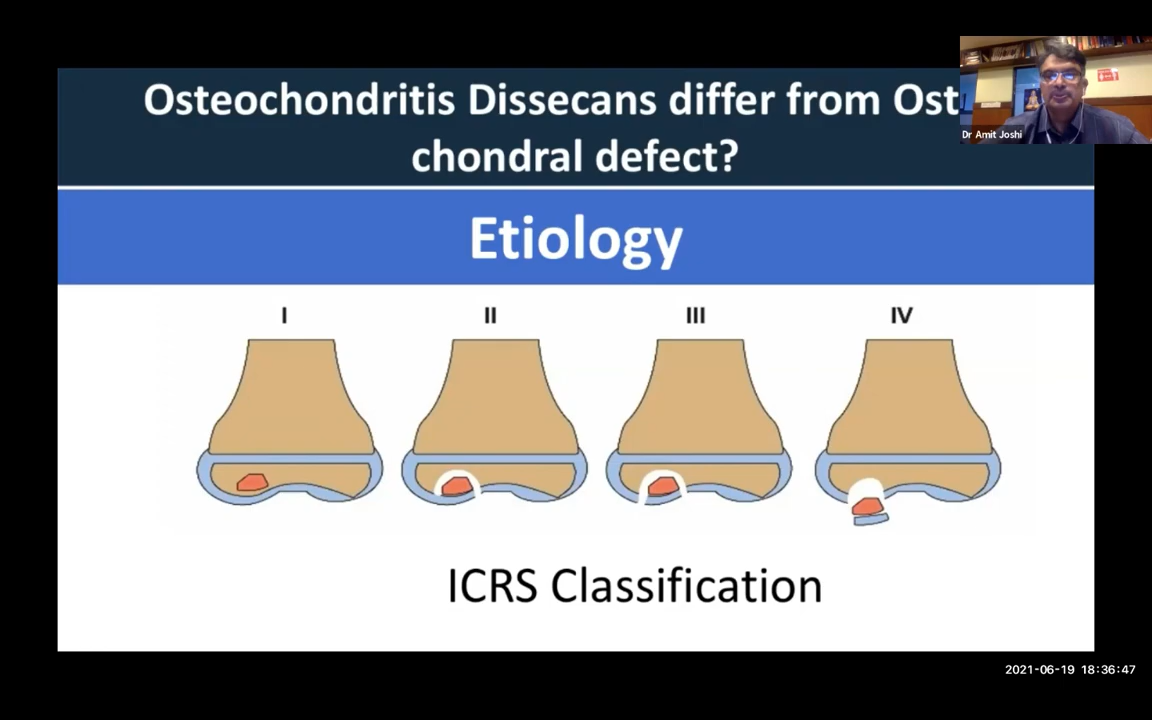 Osteochondritis Dissecans differ from Ost
chondral defect?
Dr Amit Joshi
Etiology
I II III IV
ICRS Classification
2021-06-19 18:36:47